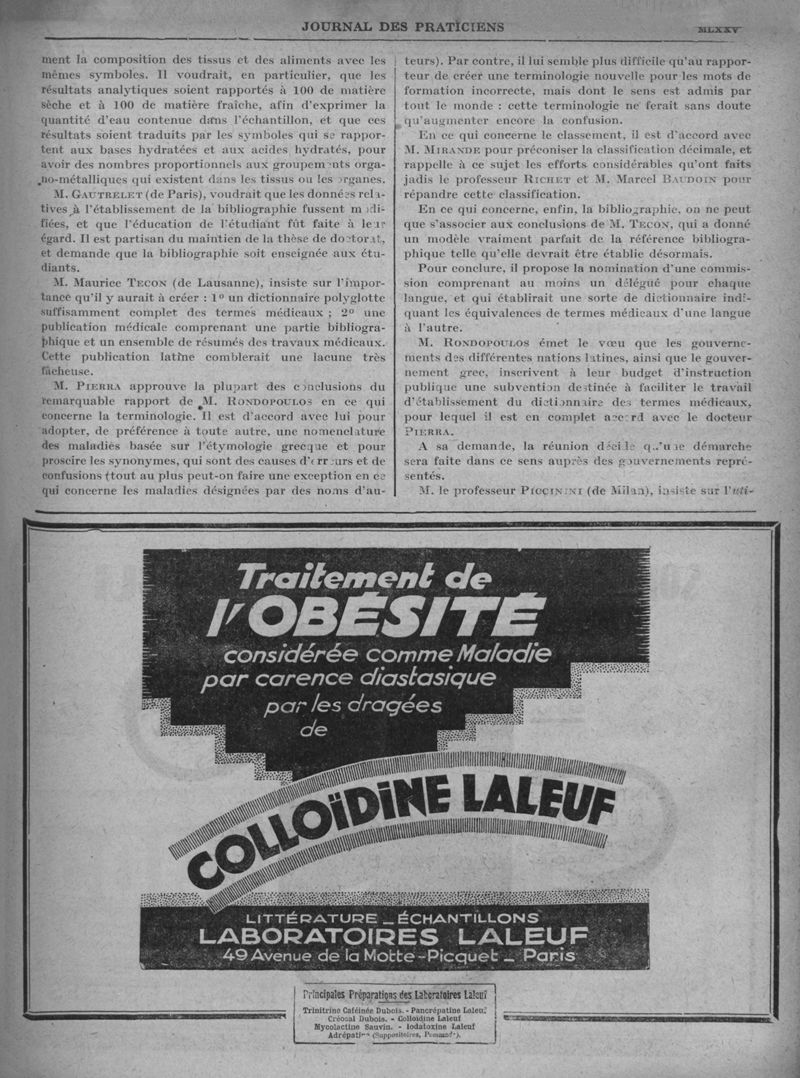 JOURNAL DES PRATICIENS
MLXXV
ment la composition des tissus et des aliments avec les
mêmes symboles. Il voudrait, en particulier, que les
résultats analytiques soient rapportés à 100 de matière
sèche et à 100 de matière fraîche, afin d'exprimer la
quantité d'eau contenue dans l'échantillon, et que ces
résultats soient traduits par les symboles qui se rappor-
tent aux bases hydratées et aux acides hydratés, pour
avoir des nombres proportionnels aux groupements orga-
no-métalliques qui existent dans les tissus ou les organes.
M. GAUTRELET (de Paris), voudrait que les données rela-
tives à l'établissement de la bibliographie fussent modi-
fiées, et que l'éducation de l'étudiant fût faite à leur
égard. Il est partisan du maintien de la thèse de doctorat,
et demande que la bibliographie soit enseignée aux étu-
diants.
M. Maurice TECON (de Lausanne), insiste sur l'impor-
tance qu'il y aurait à créer : 1º un dictionnaire polyglotte
suffisamment complet des termes médicaux ; 2º une
publication médicale comprenant une partie bibliogra-
phique et un ensemble de résumés des travaux médicaux.
Cette publication latine comblerait une lacune très
fâcheuse.
M. PIERRA approuve la plupart des conclusions du
remarquable rapport de M. RONDOPOULOS en ce qui
concerne la terminologie. Il est d'accord avec lui pour
adopter, de préférence à toute autre, une nomenclature
des maladies basée sur l'étymologie grecque et pour
proscire les synonymes, qui sont des causes d'erreurs et de
confusions (tout au plus peut-on faire une exception en ce
qui concerne les maladies désignées par des noms d'au-
teurs). Par contre, il lui semble plus difficile qu'au rappor-
teur de créer une terminologie nouvelle pour les mots de
formation incorrecte, mais dont le sens est admis par
tout le monde : cette terminologie ne ferait sans doute
qu'augmenter encore la confusion.
En ce qui concerne le classement, il est d'accord avec
M. MIRANDE pour préconiser la classification décimale, et
rappelle à ce sujet les efforts considérables qu'ont faits
jadis le professeur RICHET et M. Marcel BAUDOIN pour
répandre cette classification.
En ce qui concerne, enfin, la bibliographie, on ne peut
que s'associer aux conclusions de M. TECON, qui a donné
un modèle vraiment parfait de la référence bibliogra-
phique telle qu'elle devrait être établie désormais.
Pour conclure, il propose la nomination d'une commis-
sion comprenant au moins un délégué pour chaque
langue, et qui établirait une sorte de dictionnaire indi-
quant les équivalences de termes médicaux d'une langue
à l'autre.
M. RONDOPOULOS émet le vœu que les gouverne-
ments des différentes nations latines, ainsi que le gouver-
nement grec, inscrivent à leur budget d'instruction
publique une subvention destinée à faciliter le travail
d'établissement du dictionnaire des termes médicaux,
pour lequel il est en complet accord avec le docteur
PIERRA.
A sa demande, la réunion décide qu'une démarche
sera faite dans ce sens auprès des gouvernements repré-
sentés.
M. le professeur PICCININI (de Milan), insiste sur l'uti-
Traitement de
l'OBÉSITÉ
considérée comme Maladie
par carence diastasique
par les dragées
de
COLLOÏDINE LALEUF
LITTÉRATURE _ ÉCHANTILLONS
LABORATOIRES LALEUF
49 Avenue de la Motte-Picquet _ Paris
Principales Préparations des Laboratoires Laleuf
Trinitrine Caféinée Dubois. - Pancrépatine Laleuf
Créosal Dubois. - Colloïdine Laleuf
Mycolactine Sauvin. - Iodatoxine Laleuf
Adrépatine (Suppositoires, Pommade).